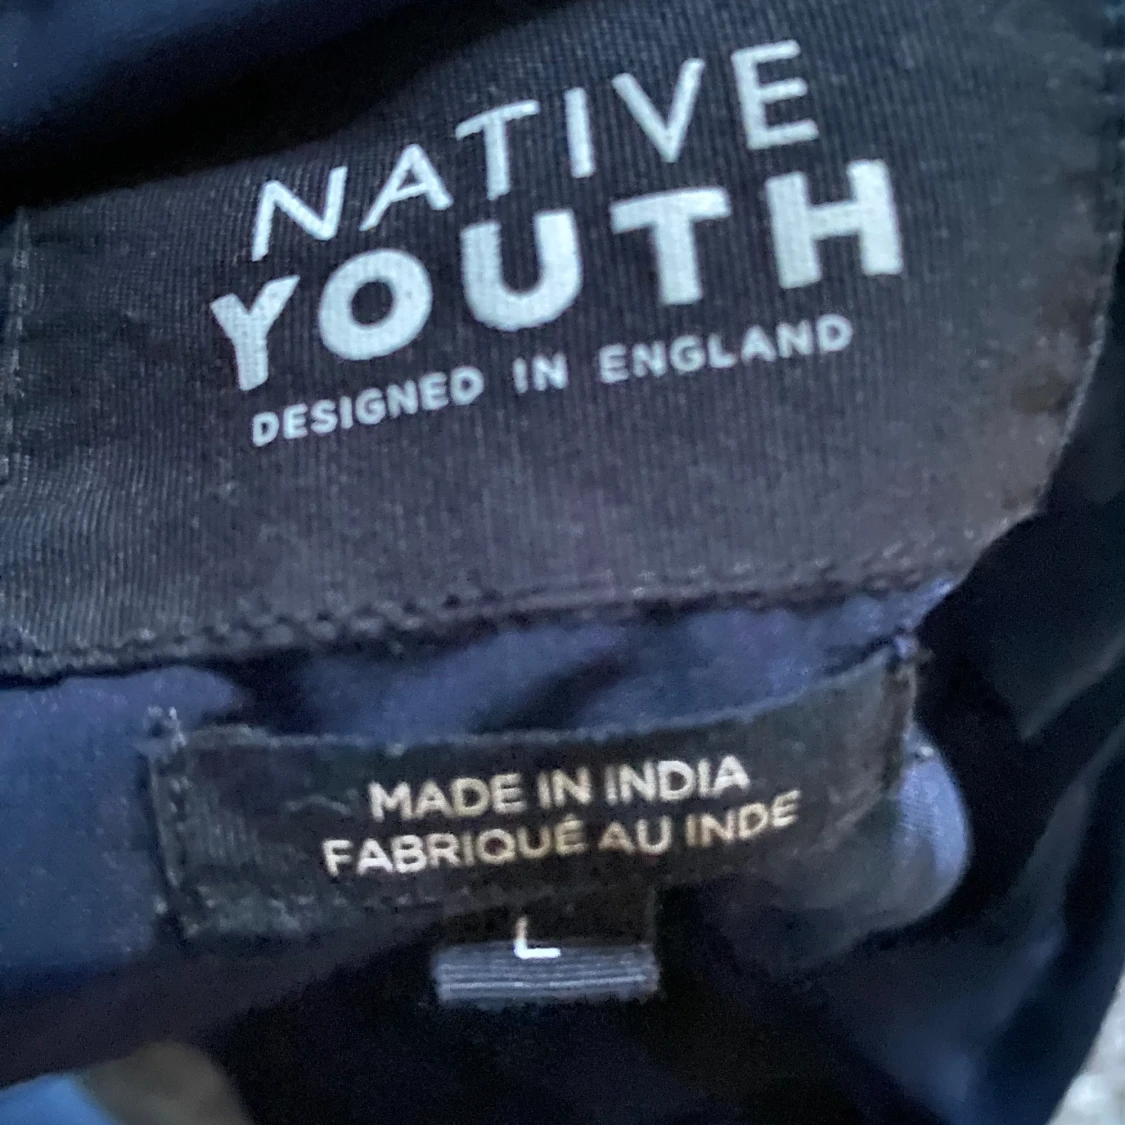 NATIVE
YOUTH
DESIGNED IN ENGLAND
MADE IN INDIA
FABRIQUÉ AU INDE
L